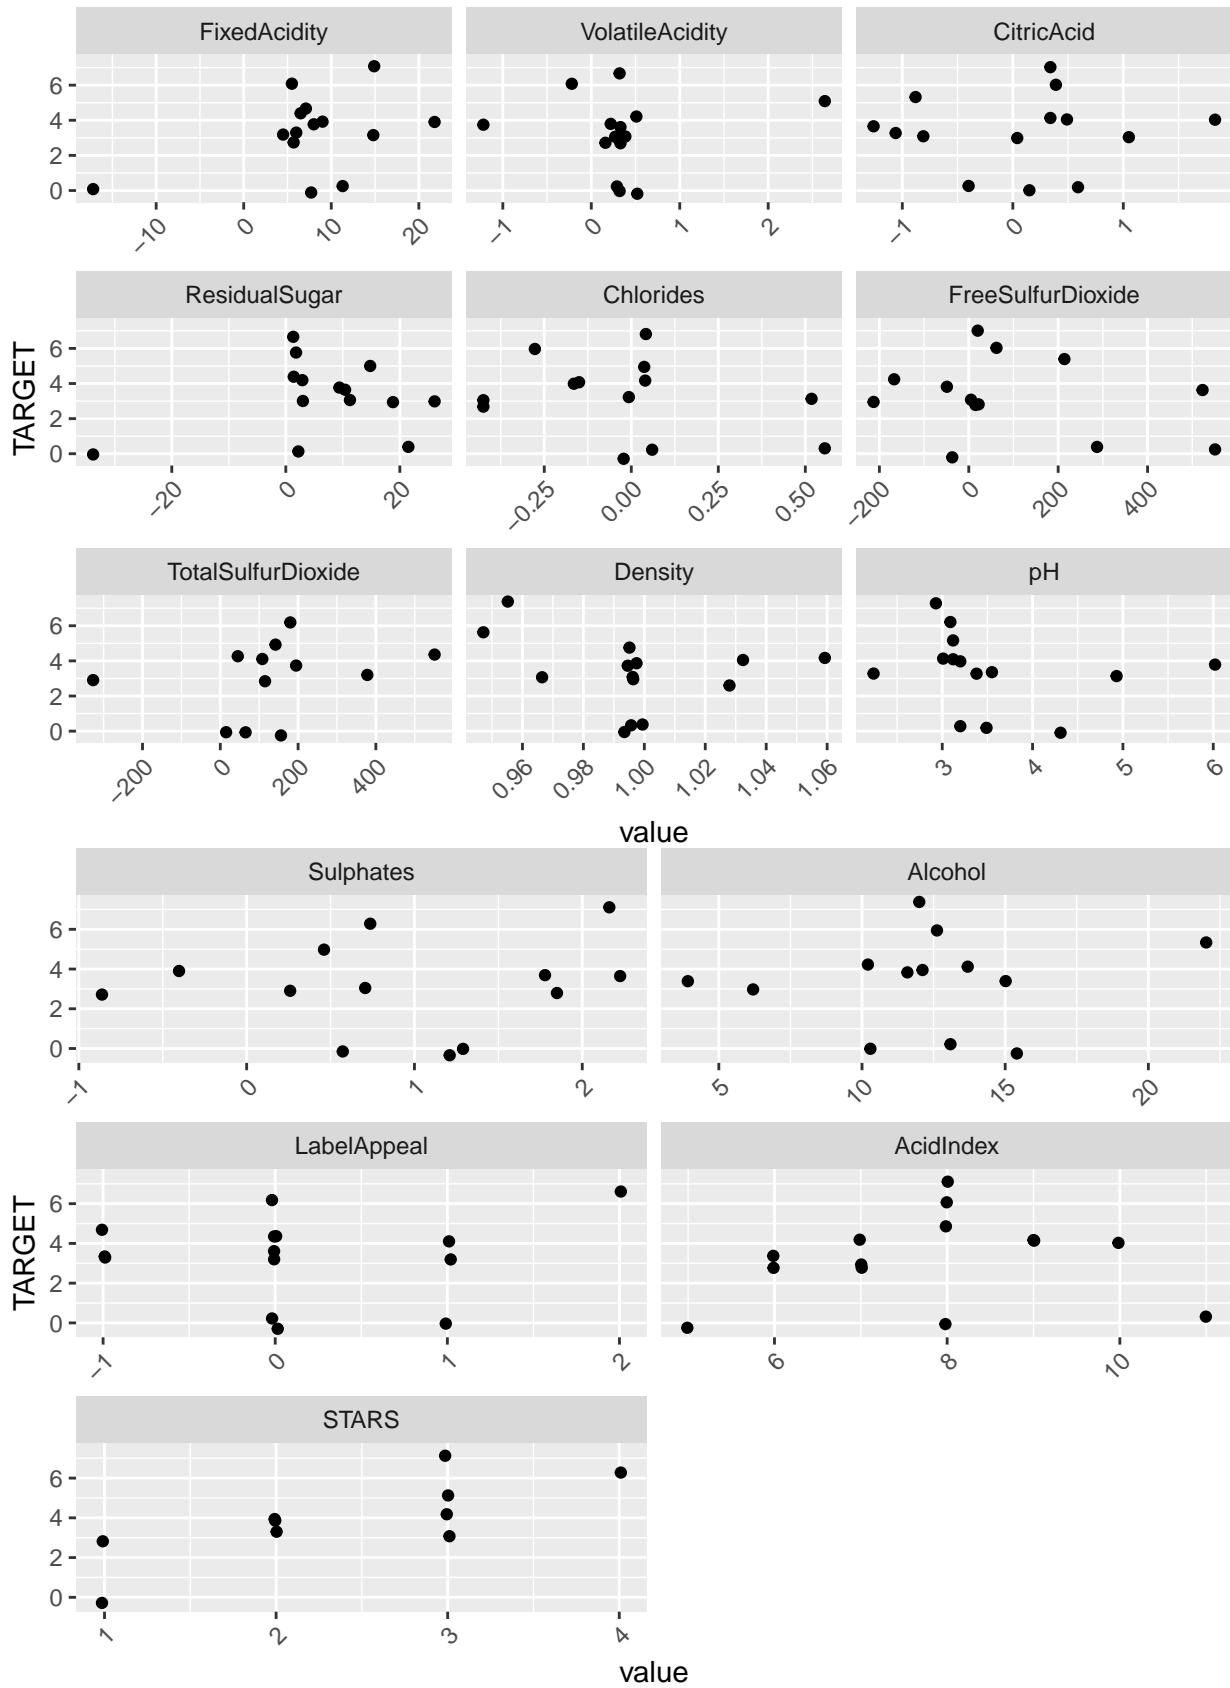 FixedAcidity VolatileAcidity CitricAcid
6
4
2
0
−10 0 10 20 −1 0 1 2 −1 0 1
ResidualSugar Chlorides FreeSulfurDioxide
6
4
2
0
−20 0 20 −0.25 0.00 0.25 0.50 −200 0 200 400
TARGET
TotalSulfurDioxide Density pH
6
4
2
0
−200 0 200 400 0.96 0.98 1.00 1.02 1.04 1.06 3 4 5 6
value
Sulphates Alcohol
6
4
2
0
−1 0 1 2 5 10 15 20
LabelAppeal AcidIndex
6
4
2
0
−1 0 1 2 6 8 10
TARGET
STARS
6
4
2
0
1 2 3 4
value